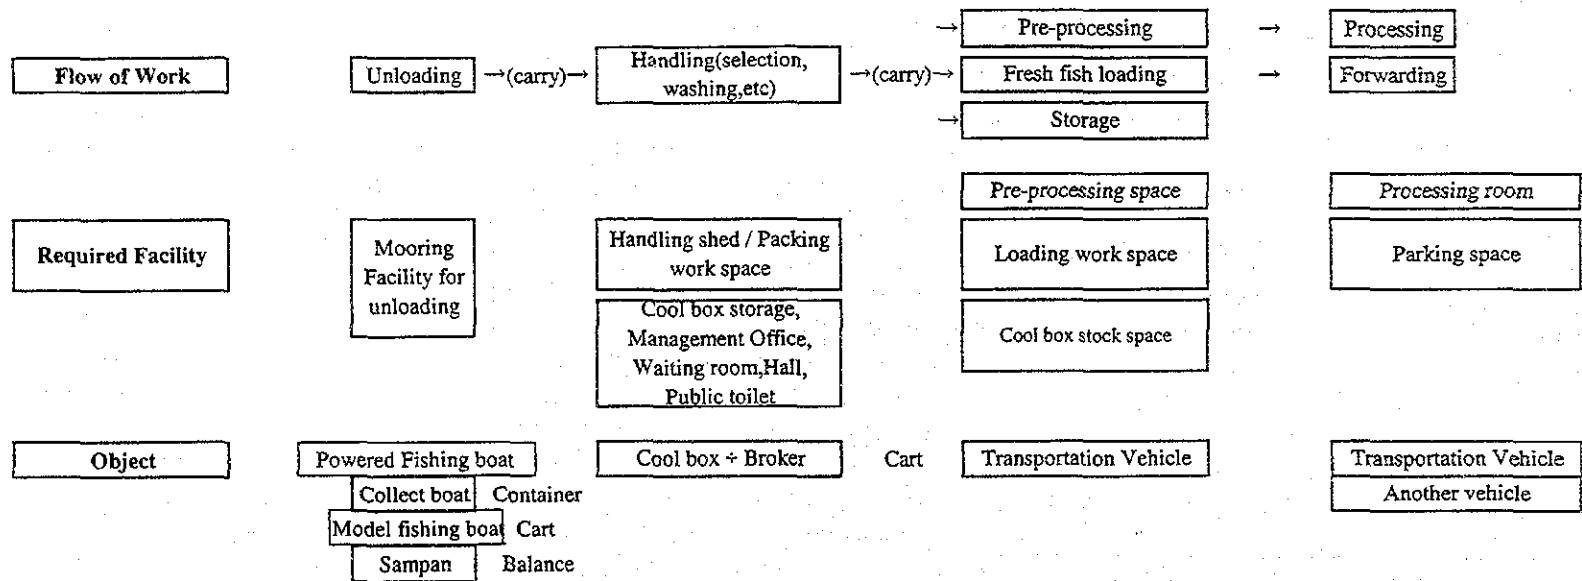 → Pre-processing → Processing
Flow of Work Unloading →(carry)→ Handling(selection, washing,etc) →(carry)→ Fresh fish loading → Forwarding
→ Storage
Pre-processing space Processing room
Required Facility
Mooring
Facility for
unloading
Handling shed / Packing
work space
Loading work space
Parking space
Cool box storage,
Management Office,
Waiting room,Hall,
Public toilet
Cool box stock space
Object Powered Fishing boat Cool box ÷ Broker Cart Transportation Vehicle Transportation Vehicle
Collect boat Container Another vehicle
Model fishing boat Cart
Sampan Balance